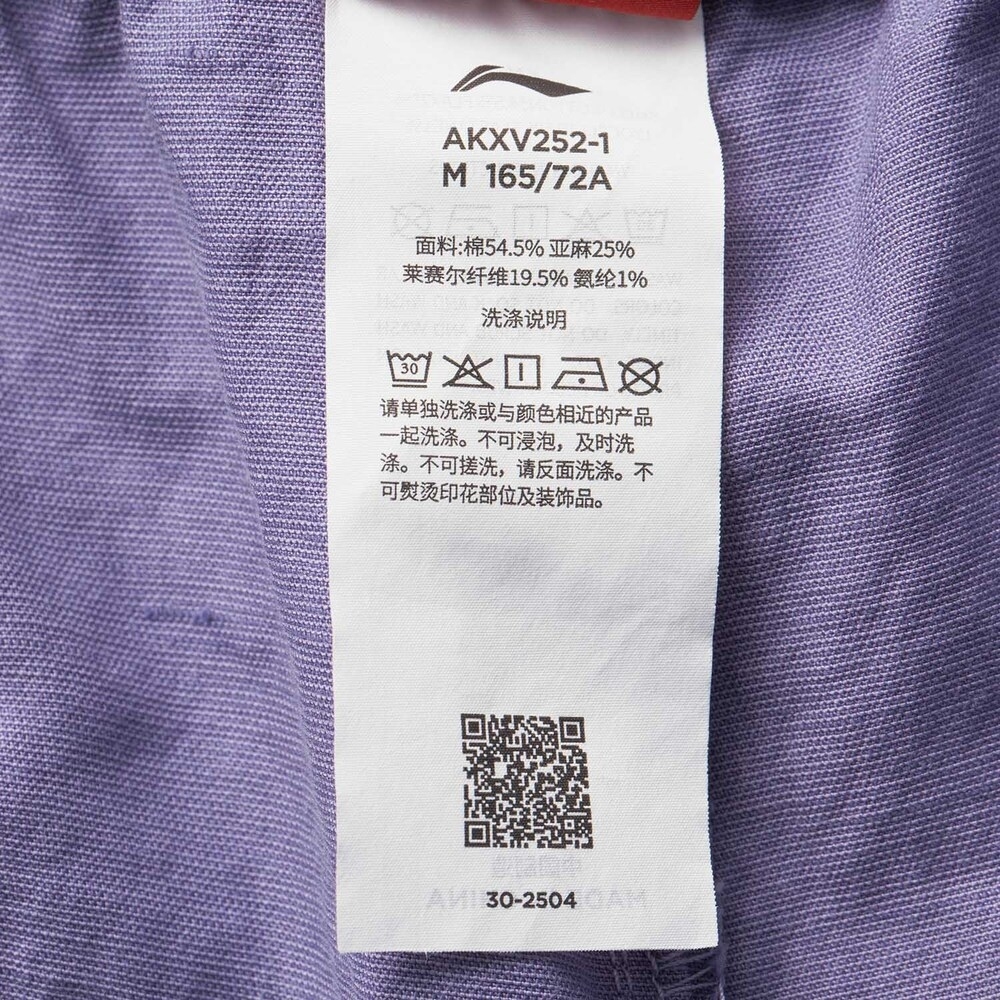 AKXV252-1
M 165/72A
面料:棉54.5% 亚麻25%
莱赛尔纤维19.5% 氨纶1%
洗涤说明
30
请单独洗涤或与颜色相近的产品
一起洗涤。不可浸泡，及时洗
涤。不可搓洗，请反面洗涤。不
可熨烫印花部位及装饰品。
30-2504